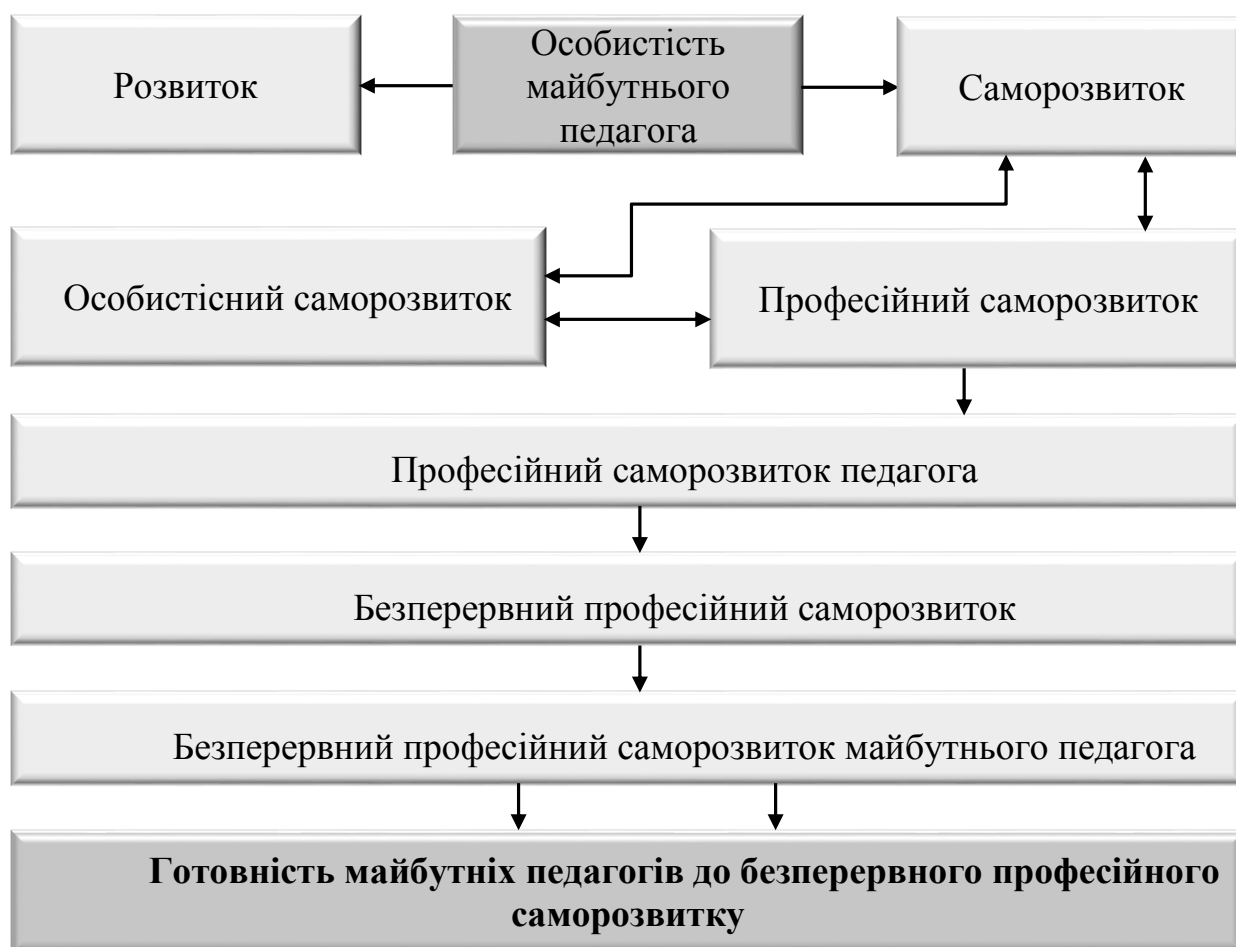 Розвиток
Особистість
майбутнього
педагога
Саморозвиток
Особистісний саморозвиток
Професійний саморозвиток
Професійний саморозвиток педагога
Безперервний професійний саморозвиток
Безперервний професійний саморозвиток майбутнього педагога
Готовність майбутніх педагогів до безперервного професійного
саморозвитку